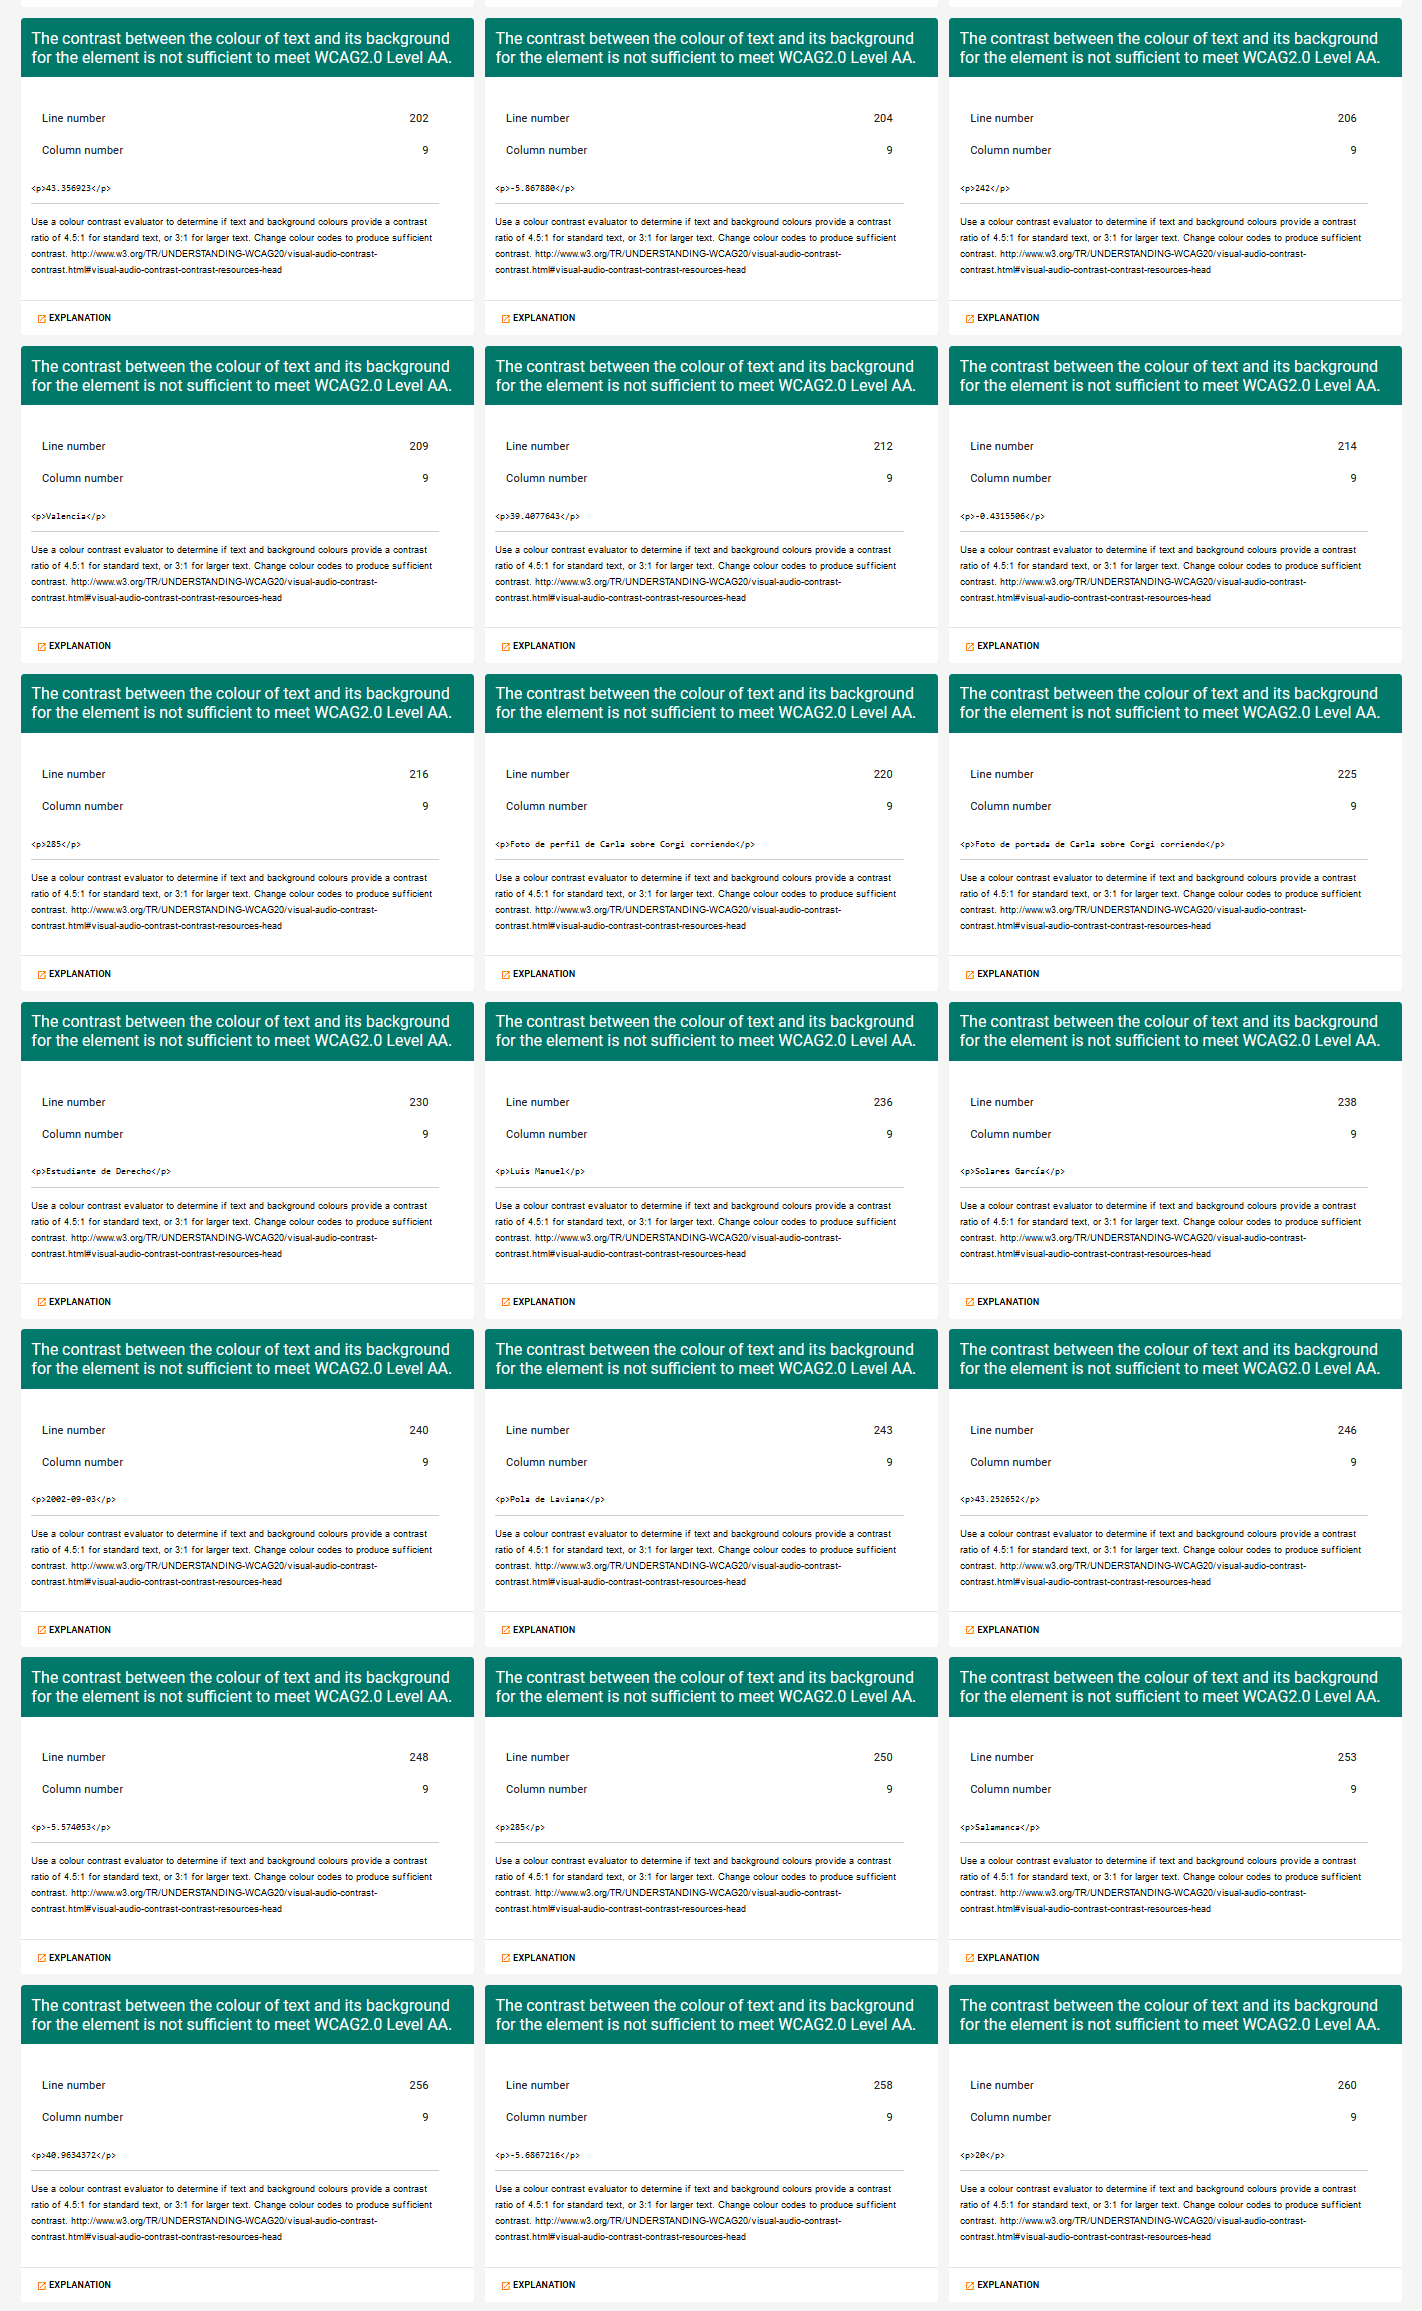 The contrast between the colour of text and its background
for the element is not sufficient to meet WCAG2.0 Level AA.
Line number 202
Column number 9
<p>43.356923</p>
Use a colour contrast evaluator to determine if text and background colours provide a contrast
ratio of 4.5:1 for standard text, or 3:1 for larger text. Change colour codes to produce sufficient
contrast. http://www.w3.org/TR/UNDERSTANDING-WCAG20/visual-audio-contrast-
contrast.html#visual-audio-contrast-contrast-resources-head
EXPLANATION
The contrast between the colour of text and its background
for the element is not sufficient to meet WCAG2.0 Level AA.
Line number 204
Column number 9
<p>-5.867880</p>
Use a colour contrast evaluator to determine if text and background colours provide a contrast
ratio of 4.5:1 for standard text, or 3:1 for larger text. Change colour codes to produce sufficient
contrast. http://www.w3.org/TR/UNDERSTANDING-WCAG20/visual-audio-contrast-
contrast.html#visual-audio-contrast-contrast-resources-head
EXPLANATION
The contrast between the colour of text and its background
for the element is not sufficient to meet WCAG2.0 Level AA.
Line number 206
Column number 9
<p>242</p>
Use a colour contrast evaluator to determine if text and background colours provide a contrast
ratio of 4.5:1 for standard text, or 3:1 for larger text. Change colour codes to produce sufficient
contrast. http://www.w3.org/TR/UNDERSTANDING-WCAG20/visual-audio-contrast-
contrast.html#visual-audio-contrast-contrast-resources-head
EXPLANATION
The contrast between the colour of text and its background
for the element is not sufficient to meet WCAG2.0 Level AA.
Line number 209
Column number 9
<p>Valencia</p>
Use a colour contrast evaluator to determine if text and background colours provide a contrast
ratio of 4.5:1 for standard text, or 3:1 for larger text. Change colour codes to produce sufficient
contrast. http://www.w3.org/TR/UNDERSTANDING-WCAG20/visual-audio-contrast-
contrast.html#visual-audio-contrast-contrast-resources-head
EXPLANATION
The contrast between the colour of text and its background
for the element is not sufficient to meet WCAG2.0 Level AA.
Line number 212
Column number 9
<p>39.4077643</p>
Use a colour contrast evaluator to determine if text and background colours provide a contrast
ratio of 4.5:1 for standard text, or 3:1 for larger text. Change colour codes to produce sufficient
contrast. http://www.w3.org/TR/UNDERSTANDING-WCAG20/visual-audio-contrast-
contrast.html#visual-audio-contrast-contrast-resources-head
EXPLANATION
The contrast between the colour of text and its background
for the element is not sufficient to meet WCAG2.0 Level AA.
Line number 214
Column number 9
<p>-0.4315506</p>
Use a colour contrast evaluator to determine if text and background colours provide a contrast
ratio of 4.5:1 for standard text, or 3:1 for larger text. Change colour codes to produce sufficient
contrast. http://www.w3.org/TR/UNDERSTANDING-WCAG20/visual-audio-contrast-
contrast.html#visual-audio-contrast-contrast-resources-head
EXPLANATION
The contrast between the colour of text and its background
for the element is not sufficient to meet WCAG2.0 Level AA.
Line number 216
Column number 9
<p>285</p>
Use a colour contrast evaluator to determine if text and background colours provide a contrast
ratio of 4.5:1 for standard text, or 3:1 for larger text. Change colour codes to produce sufficient
contrast. http://www.w3.org/TR/UNDERSTANDING-WCAG20/visual-audio-contrast-
contrast.html#visual-audio-contrast-contrast-resources-head
EXPLANATION
The contrast between the colour of text and its background
for the element is not sufficient to meet WCAG2.0 Level AA.
Line number 220
Column number 9
<p>Foto de perfil de Carla sobre Corgi corriendo</p>
Use a colour contrast evaluator to determine if text and background colours provide a contrast
ratio of 4.5:1 for standard text, or 3:1 for larger text. Change colour codes to produce sufficient
contrast. http://www.w3.org/TR/UNDERSTANDING-WCAG20/visual-audio-contrast-
contrast.html#visual-audio-contrast-contrast-resources-head
EXPLANATION
The contrast between the colour of text and its background
for the element is not sufficient to meet WCAG2.0 Level AA.
Line number 225
Column number 9
<p>Foto de portada de Carla sobre Corgi corriendo</p>
Use a colour contrast evaluator to determine if text and background colours provide a contrast
ratio of 4.5:1 for standard text, or 3:1 for larger text. Change colour codes to produce sufficient
contrast. http://www.w3.org/TR/UNDERSTANDING-WCAG20/visual-audio-contrast-
contrast.html#visual-audio-contrast-contrast-resources-head
EXPLANATION
The contrast between the colour of text and its background
for the element is not sufficient to meet WCAG2.0 Level AA.
Line number 230
Column number 9
<p>Estudiante de Derecho</p>
Use a colour contrast evaluator to determine if text and background colours provide a contrast
ratio of 4.5:1 for standard text, or 3:1 for larger text. Change colour codes to produce sufficient
contrast. http://www.w3.org/TR/UNDERSTANDING-WCAG20/visual-audio-contrast-
contrast.html#visual-audio-contrast-contrast-resources-head
EXPLANATION
The contrast between the colour of text and its background
for the element is not sufficient to meet WCAG2.0 Level AA.
Line number 236
Column number 9
<p>Luis Manuel</p>
Use a colour contrast evaluator to determine if text and background colours provide a contrast
ratio of 4.5:1 for standard text, or 3:1 for larger text. Change colour codes to produce sufficient
contrast. http://www.w3.org/TR/UNDERSTANDING-WCAG20/visual-audio-contrast-
contrast.html#visual-audio-contrast-contrast-resources-head
EXPLANATION
The contrast between the colour of text and its background
for the element is not sufficient to meet WCAG2.0 Level AA.
Line number 238
Column number 9
<p>Solares García</p>
Use a colour contrast evaluator to determine if text and background colours provide a contrast
ratio of 4.5:1 for standard text, or 3:1 for larger text. Change colour codes to produce sufficient
contrast. http://www.w3.org/TR/UNDERSTANDING-WCAG20/visual-audio-contrast-
contrast.html#visual-audio-contrast-contrast-resources-head
EXPLANATION
The contrast between the colour of text and its background
for the element is not sufficient to meet WCAG2.0 Level AA.
Line number 240
Column number 9
<p>2002-09-03</p>
Use a colour contrast evaluator to determine if text and background colours provide a contrast
ratio of 4.5:1 for standard text, or 3:1 for larger text. Change colour codes to produce sufficient
contrast. http://www.w3.org/TR/UNDERSTANDING-WCAG20/visual-audio-contrast-
contrast.html#visual-audio-contrast-contrast-resources-head
EXPLANATION
The contrast between the colour of text and its background
for the element is not sufficient to meet WCAG2.0 Level AA.
Line number 243
Column number 9
<p>Pola de Laviana</p>
Use a colour contrast evaluator to determine if text and background colours provide a contrast
ratio of 4.5:1 for standard text, or 3:1 for larger text. Change colour codes to produce sufficient
contrast. http://www.w3.org/TR/UNDERSTANDING-WCAG20/visual-audio-contrast-
contrast.html#visual-audio-contrast-contrast-resources-head
EXPLANATION
The contrast between the colour of text and its background
for the element is not sufficient to meet WCAG2.0 Level AA.
Line number 246
Column number 9
<p>43.252652</p>
Use a colour contrast evaluator to determine if text and background colours provide a contrast
ratio of 4.5:1 for standard text, or 3:1 for larger text. Change colour codes to produce sufficient
contrast. http://www.w3.org/TR/UNDERSTANDING-WCAG20/visual-audio-contrast-
contrast.html#visual-audio-contrast-contrast-resources-head
EXPLANATION
The contrast between the colour of text and its background
for the element is not sufficient to meet WCAG2.0 Level AA.
Line number 248
Column number 9
<p>-5.574053</p>
Use a colour contrast evaluator to determine if text and background colours provide a contrast
ratio of 4.5:1 for standard text, or 3:1 for larger text. Change colour codes to produce sufficient
contrast. http://www.w3.org/TR/UNDERSTANDING-WCAG20/visual-audio-contrast-
contrast.html#visual-audio-contrast-contrast-resources-head
EXPLANATION
The contrast between the colour of text and its background
for the element is not sufficient to meet WCAG2.0 Level AA.
Line number 250
Column number 9
<p>285</p>
Use a colour contrast evaluator to determine if text and background colours provide a contrast
ratio of 4.5:1 for standard text, or 3:1 for larger text. Change colour codes to produce sufficient
contrast. http://www.w3.org/TR/UNDERSTANDING-WCAG20/visual-audio-contrast-
contrast.html#visual-audio-contrast-contrast-resources-head
EXPLANATION
The contrast between the colour of text and its background
for the element is not sufficient to meet WCAG2.0 Level AA.
Line number 253
Column number 9
<p>Salamanca</p>
Use a colour contrast evaluator to determine if text and background colours provide a contrast
ratio of 4.5:1 for standard text, or 3:1 for larger text. Change colour codes to produce sufficient
contrast. http://www.w3.org/TR/UNDERSTANDING-WCAG20/visual-audio-contrast-
contrast.html#visual-audio-contrast-contrast-resources-head
EXPLANATION
The contrast between the colour of text and its background
for the element is not sufficient to meet WCAG2.0 Level AA.
Line number 256
Column number 9
<p>40.9634372</p>
Use a colour contrast evaluator to determine if text and background colours provide a contrast
ratio of 4.5:1 for standard text, or 3:1 for larger text. Change colour codes to produce sufficient
contrast. http://www.w3.org/TR/UNDERSTANDING-WCAG20/visual-audio-contrast-
contrast.html#visual-audio-contrast-contrast-resources-head
EXPLANATION
The contrast between the colour of text and its background
for the element is not sufficient to meet WCAG2.0 Level AA.
Line number 258
Column number 9
<p>-5.6867216</p>
Use a colour contrast evaluator to determine if text and background colours provide a contrast
ratio of 4.5:1 for standard text, or 3:1 for larger text. Change colour codes to produce sufficient
contrast. http://www.w3.org/TR/UNDERSTANDING-WCAG20/visual-audio-contrast-
contrast.html#visual-audio-contrast-contrast-resources-head
EXPLANATION
The contrast between the colour of text and its background
for the element is not sufficient to meet WCAG2.0 Level AA.
Line number 260
Column number 9
<p>20</p>
Use a colour contrast evaluator to determine if text and background colours provide a contrast
ratio of 4.5:1 for standard text, or 3:1 for larger text. Change colour codes to produce sufficient
contrast. http://www.w3.org/TR/UNDERSTANDING-WCAG20/visual-audio-contrast-
contrast.html#visual-audio-contrast-contrast-resources-head
EXPLANATION